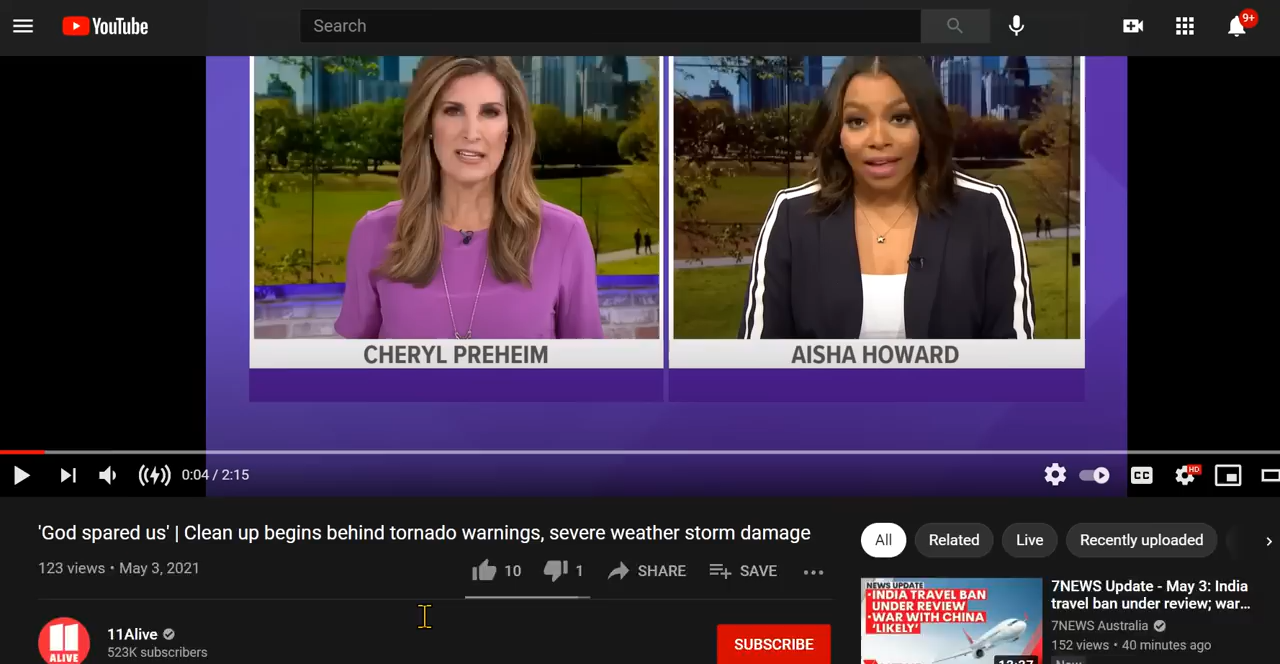 YouTube
Search
9+
CHERYL PREHEIM
AISHA HOWARD
0:04 / 2:15
CC
HD
'God spared us' | Clean up begins behind tornado warnings, severe weather storm damage
123 views • May 3, 2021
10
1
SHARE
SAVE
11Alive
523K subscribers
ALIVE
SUBSCRIBE
All
Related
Live
Recently uploaded
NEWS UPDATE
•INDIA TRAVEL BAN
UNDER REVIEW
•WAR WITH CHINA
'LIKELY'
7NEWS Update - May 3: India
travel ban under review; war...
7NEWS Australia
152 views • 40 minutes ago